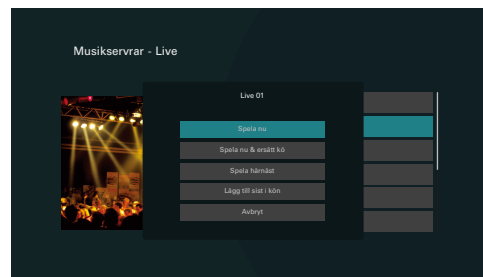 Musikservrar - Live
Live 01
Spela nu
Spela nu & ersätt kö
Spela härnäst
Lägg till sist i kön
Avbryt